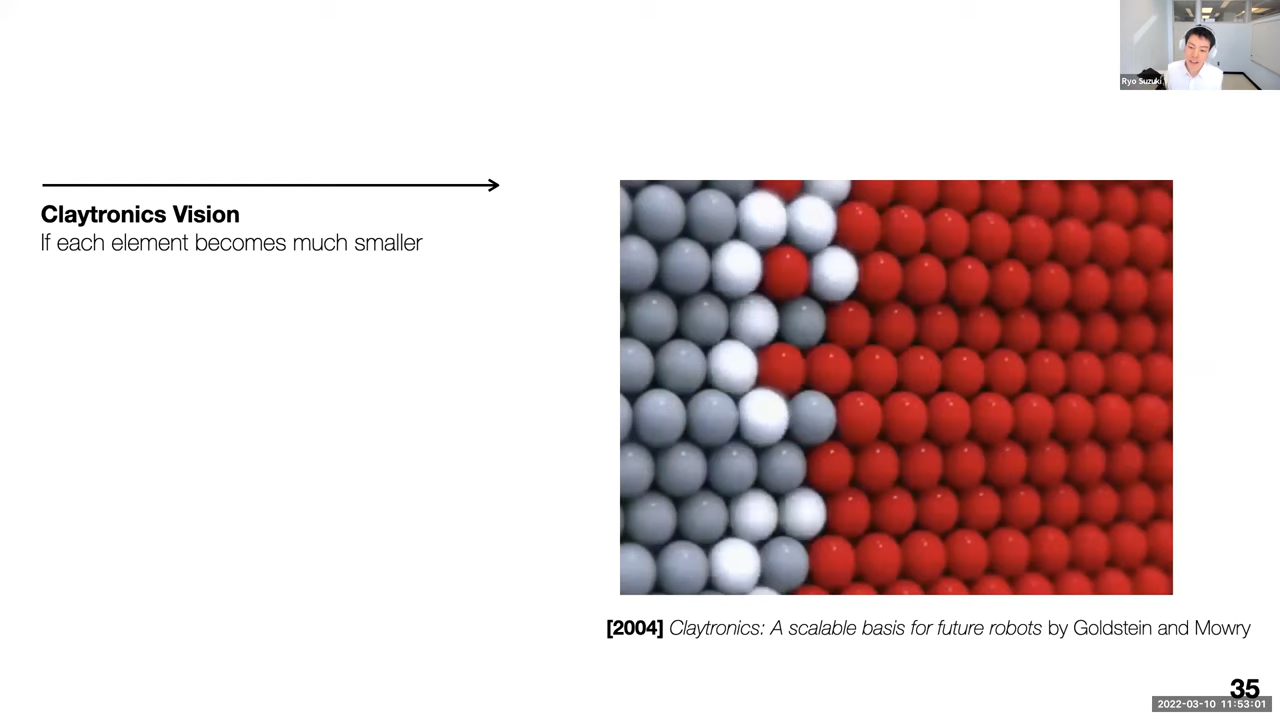 Ryo Suzuki
Claytronics Vision
If each element becomes much smaller
[2004] Claytronics: A scalable basis for future robots by Goldstein and Mowry
35
2022-03-10 11:53:01